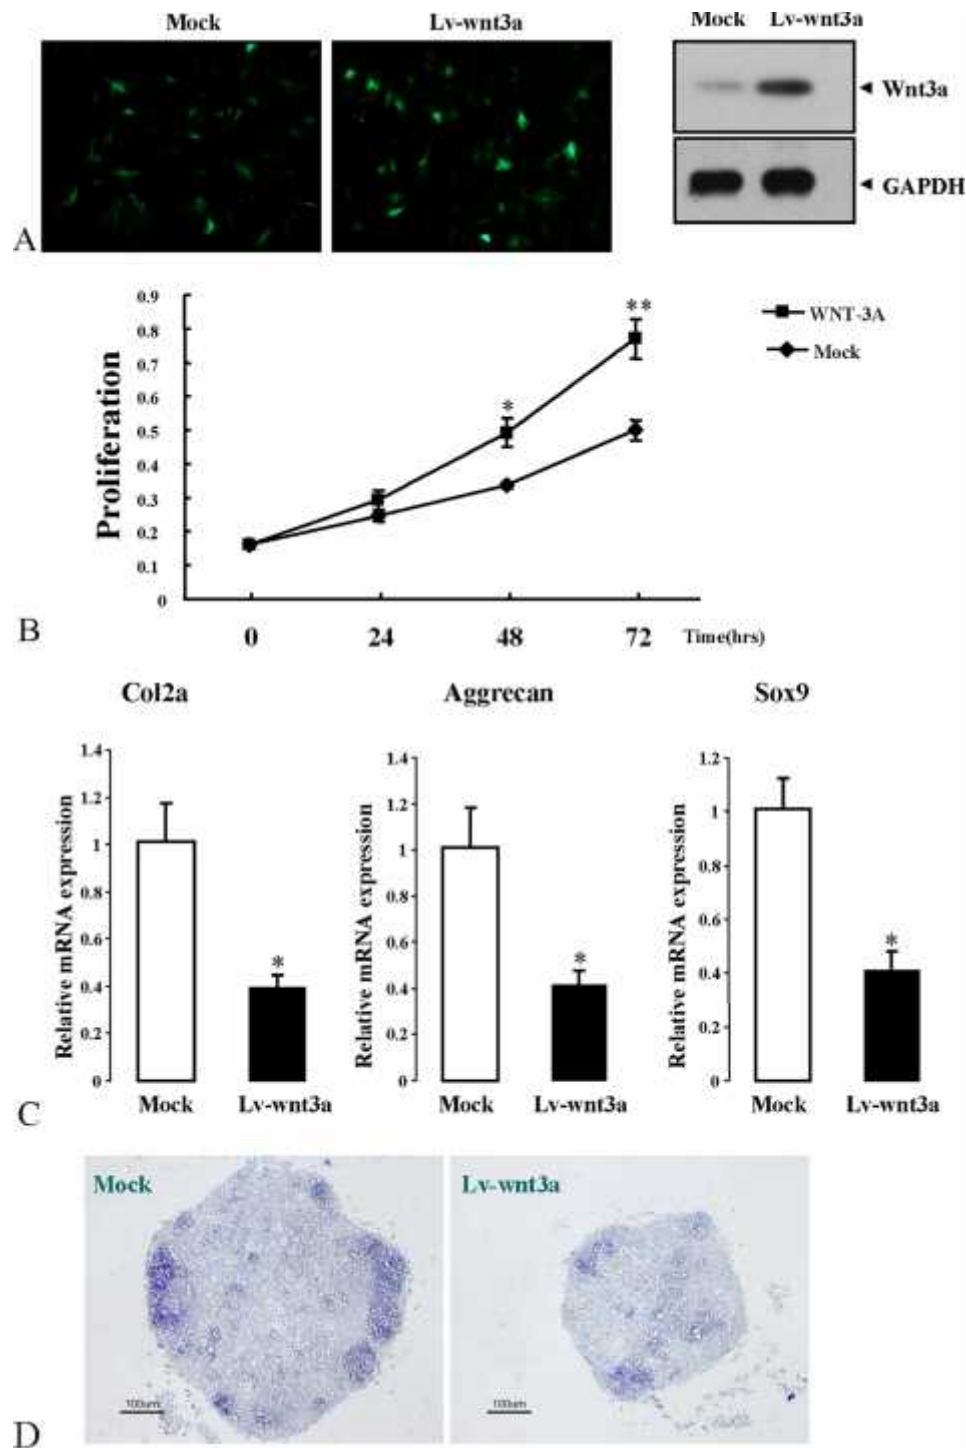 Mock Lv-wnt3a
Mock Lv-wnt3a
Wnt3a
GAPDH
A
0.9
0.8
0.7
0.6
0.5
0.4
0.3
0.2
0.1
0
Proliferation
*
**
WNT-3A
Mock
0 24 48 72 Time(hrs)
B
Col2a Aggrecan Sox9
Relative mRNA expression
1.4
1.2
1
0.8
0.6
0.4
0.2
0
*
Mock Lv-wnt3a
Relative mRNA expression
1.4
1.2
1
0.8
0.6
0.4
0.2
0
*
Mock Lv-wnt3a
Relative mRNA expression
1.2
1
0.8
0.6
0.4
0.2
0
*
Mock Lv-wnt3a
C
Mock
100um
Lv-wnt3a
100um
D